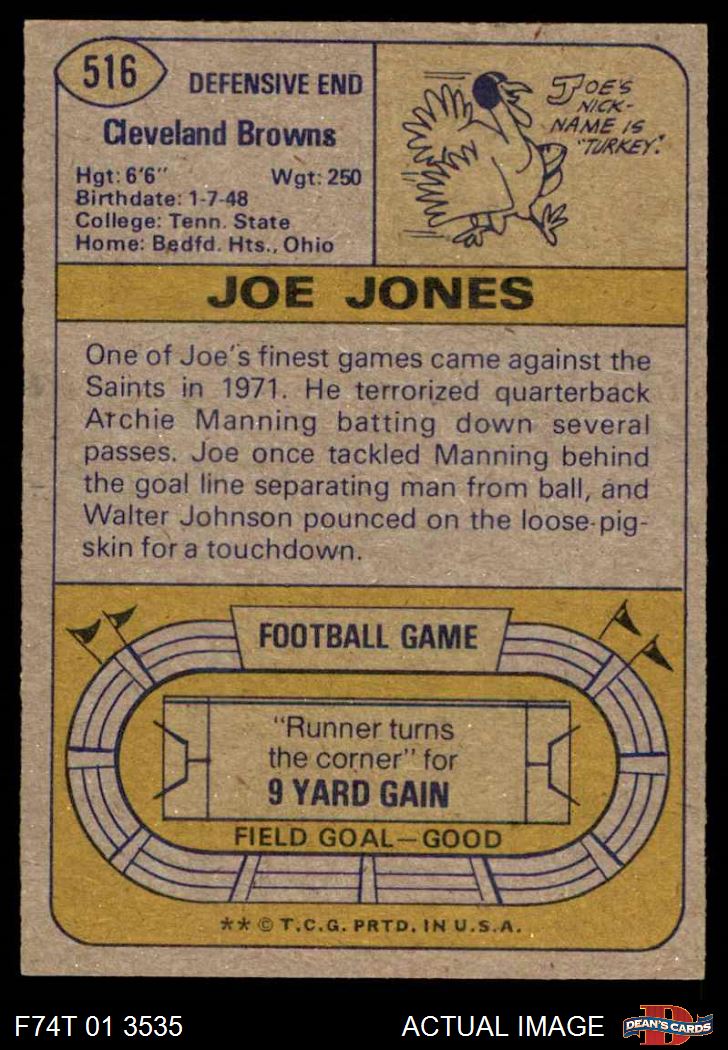 516
DEFENSIVE END
Cleveland Browns
Hgt: 6'6" Wgt: 250
Birthdate: 1-7-48
College: Tenn. State
Home: Bedfd. Hts., Ohio
JOE'S
NICK-
NAME IS
"TURKEY".
JOE JONES
One of Joe's finest games came against the
Saints in 1971. He terrorized quarterback
Archie Manning batting down several
passes. Joe once tackled Manning behind
the goal line separating man from ball, and
Walter Johnson pounced on the loose-pig-
skin for a touchdown.
FOOTBALL GAME
"Runner turns
the corner" for
9 YARD GAIN
FIELD GOAL—GOOD
** © T.C.G. PRTD. IN U.S.A.
F74T 01 3535 ACTUAL IMAGE
D
DEAN'S CARDS